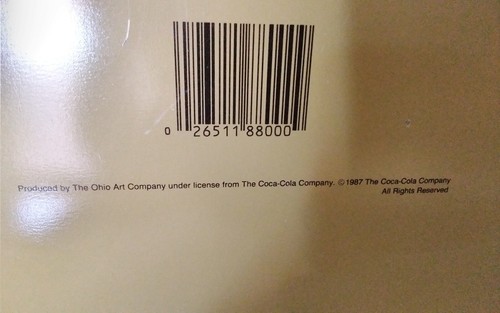 0 26511 88000
Produced by The Ohio Art Company under license from The Coca-Cola Company. ©1987 The Coca-Cola Company
All Rights Reserved